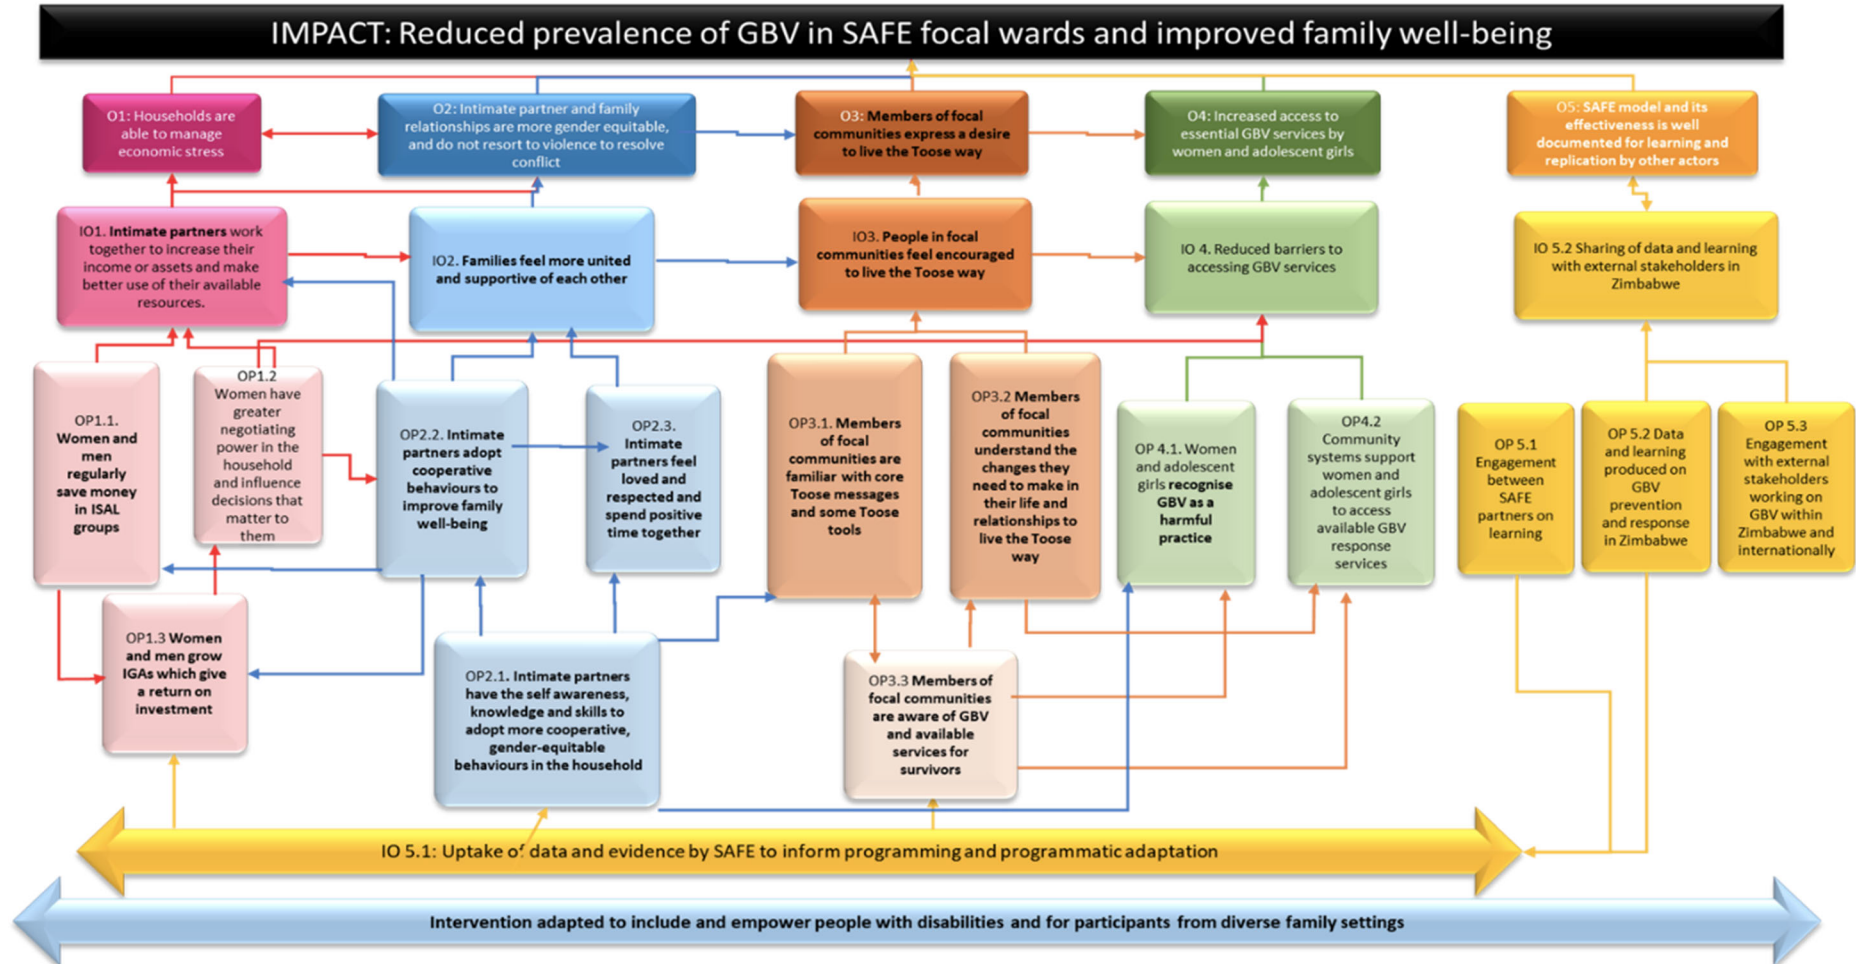 IMPACT: Reduced prevalence of GBV in SAFE focal wards and improved family well-being
O1: Households are
able to manage
economic stress
O2: Intimate partner and family
relationships are more gender equitable,
and do not resort to violence to resolve
conflict
O3: Members of focal
communities express a desire
to live the Toose way
O4: Increased access to
essential GBV services by
women and adolescent girls
O5: SAFE model and its
effectiveness is well
documented for learning and
replication by other actors
IO1. Intimate partners work
together to increase their
income or assets and make
better use of their available
resources.
IO2. Families feel more united
and supportive of each other
IO3. People in focal
communities feel encouraged
to live the Toose way
IO 4. Reduced barriers to
accessing GBV services
IO 5.2 Sharing of data and learning
with external stakeholders in
Zimbabwe
OP1.1.
Women and
men
regularly
save money
in ISAL
groups
OP1.2
Women have
greater
negotiating
power in the
household
and influence
decisions that
matter to
them
OP2.2. Intimate
partners adopt
cooperative
behaviours to
improve family
well-being
OP2.3.
Intimate
partners feel
loved and
respected and
spend positive
time together
OP3.1. Members
of focal
communities are
familiar with core
Toose messages
and some Toose
tools
OP3.2 Members
of focal
communities
understand the
changes they
need to make in
their life and
relationships to
live the Toose
way
OP 4.1. Women
and adolescent
girls recognise
GBV as a
harmful
practice
OP4.2
Community
systems support
women and
adolescent girls
to access
available GBV
response
services
OP 5.1
Engagement
between
SAFE
partners on
learning
OP 5.2 Data
and learning
produced on
GBV
prevention
and response
in Zimbabwe
OP 5.3
Engagement
with external
stakeholders
working on
GBV within
Zimbabwe and
internationally
OP1.3 Women
and men grow
IGAs which give
a return on
investment
OP2.1. Intimate partners
have the self awareness,
knowledge and skills to
adopt more cooperative,
gender-equitable
behaviours in the household
OP3.3 Members of
focal communities
are aware of GBV
and available
services for
survivors
IO 5.1: Uptake of data and evidence by SAFE to inform programming and programmatic adaptation
Intervention adapted to include and empower people with disabilities and for participants from diverse family settings